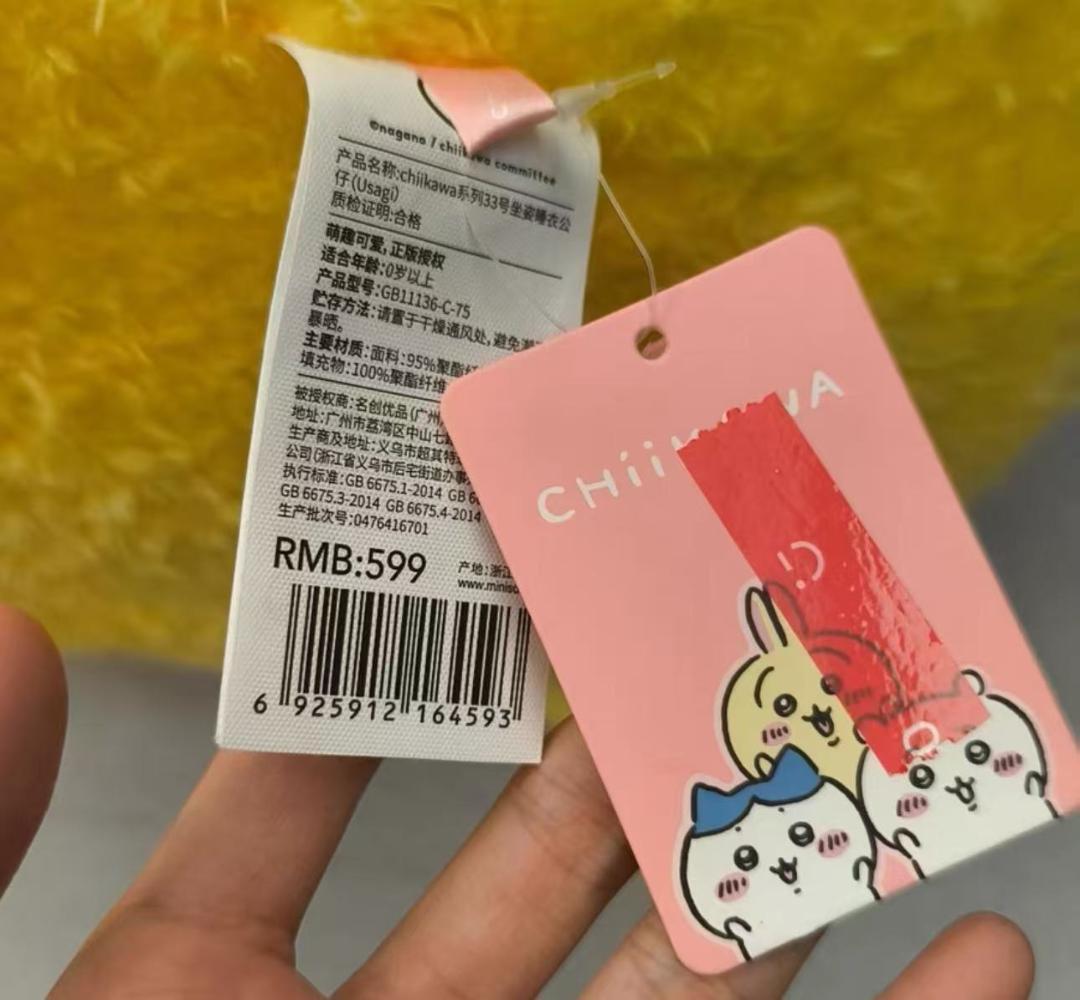 ©nagano / chiikawa committee
产品名称:chiikawa系列33号坐姿睡衣公
仔(Usagi)
质检证明:合格
萌趣可爱,正版授权
适合年龄:0岁以上
产品型号:GB11136-C-75
贮存方法:请置于干燥通风处,避免潮
暴晒。
主要材质:面料:95%聚酯纤
填充物:100%聚酯纤维
被授权商:名创优品(广州
地址:广州市荔湾区中山七
生产商及地址:义乌市超其特
公司(浙江省义乌市后宅街道办事
执行标准:GB 6675.1-2014 GB 6
GB 6675.3-2014 GB 6675.4-2014
生产批次号:0476416701
RMB:599
产地:浙江
www.miniso
6 925912 164593
CHiiK WA